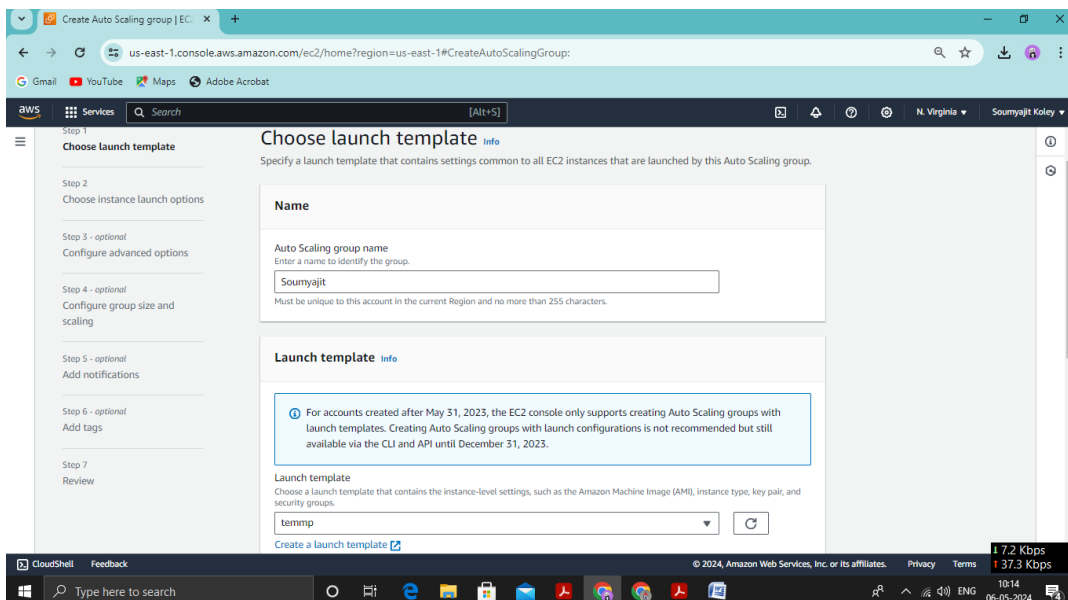 Create Auto Scaling group | EC2
us-east-1.console.aws.amazon.com/ec2/home?region=us-east-1#CreateAutoScalingGroup:
Gmail YouTube Maps Adobe Acrobat
aws Services Search [Alt+S] N. Virginia Soumyajit Koley
Step 1
Choose launch template
Step 2
Choose instance launch options
Step 3 - optional
Configure advanced options
Step 4 - optional
Configure group size and
scaling
Step 5 - optional
Add notifications
Step 6 - optional
Add tags
Step 7
Review
Choose launch template Info
Specify a launch template that contains settings common to all EC2 instances that are launched by this Auto Scaling group.
Name
Auto Scaling group name
Enter a name to identify the group.
Soumyajit
Must be unique to this account in the current Region and no more than 255 characters.
Launch template Info
For accounts created after May 31, 2023, the EC2 console only supports creating Auto Scaling groups with
launch templates. Creating Auto Scaling groups with launch configurations is not recommended but still
available via the CLI and API until December 31, 2023.
Launch template
Choose a launch template that contains the instance-level settings, such as the Amazon Machine Image (AMI), instance type, key pair, and
security groups.
temmp
Create a launch template
CloudShell Feedback © 2024, Amazon Web Services, Inc. or its affiliates. Privacy Terms
7.2 Kbps
37.3 Kbps
Type here to search
ENG
10:14
06-05-2024